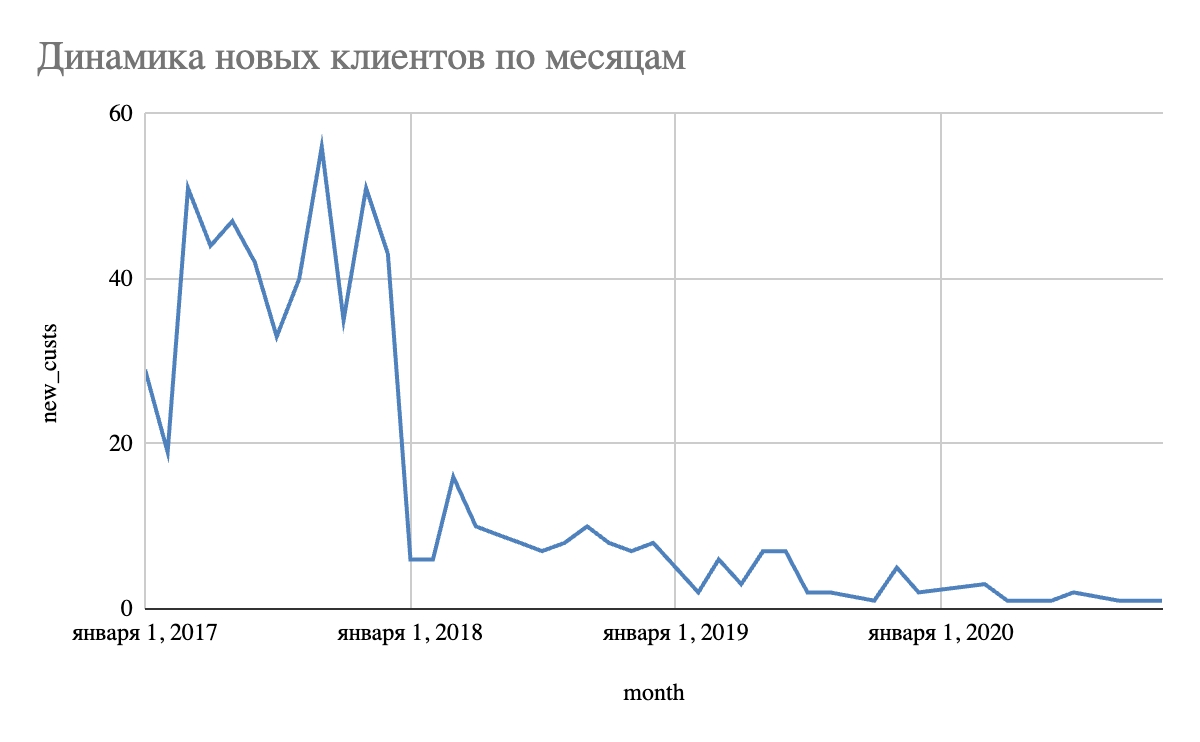 Динамика новых клиентов по месяцам
60
40
20
0
new_custs
января 1, 2017
января 1, 2018
января 1, 2019
января 1, 2020
month